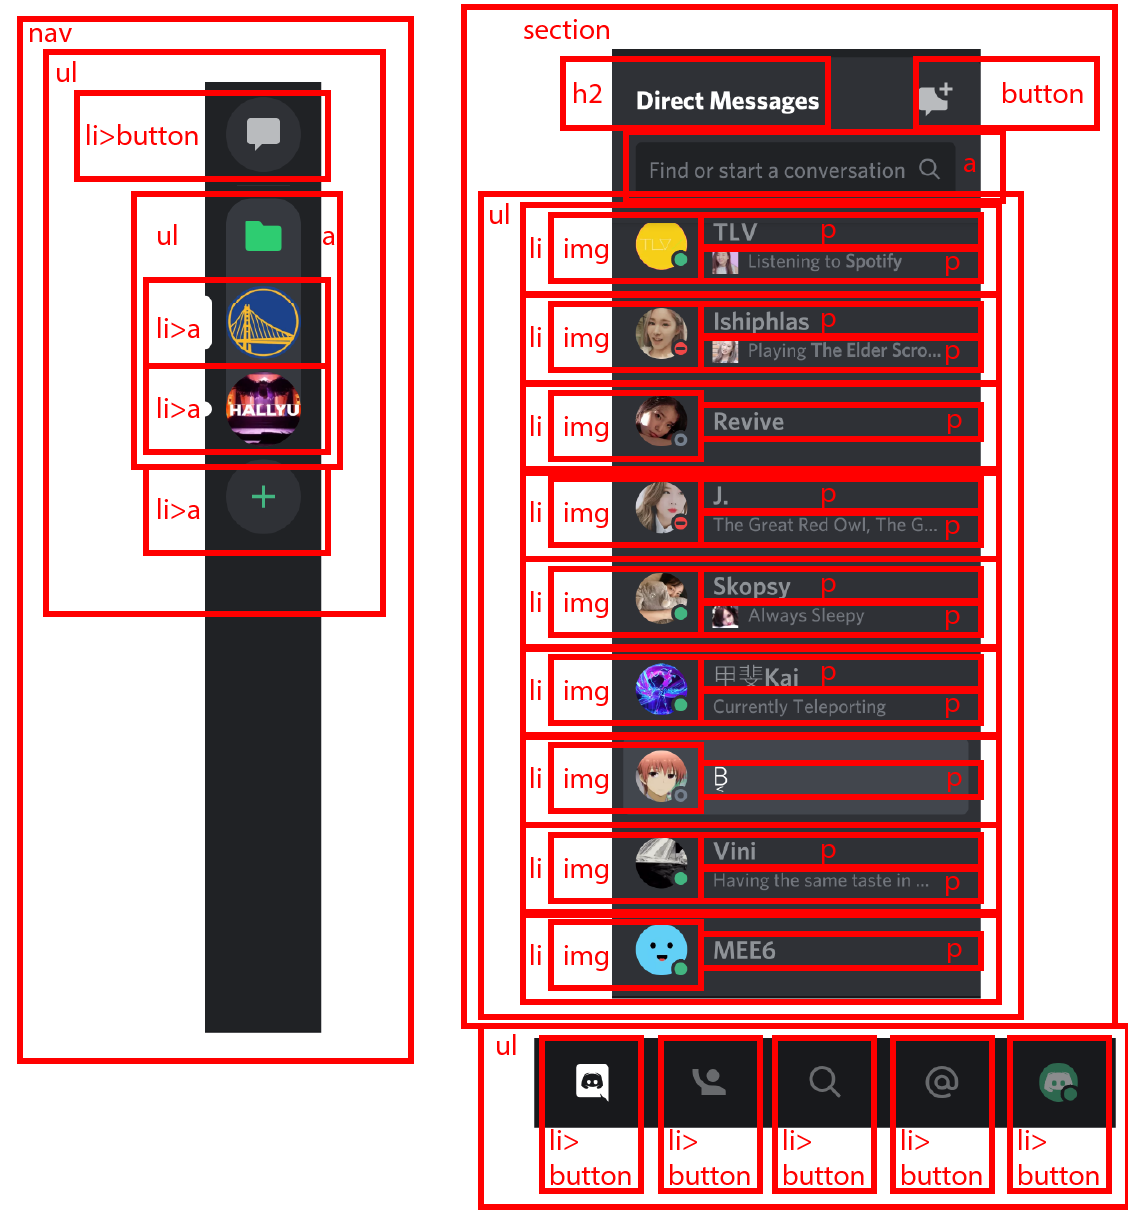 nav
ul
li>button
ul
a
li>a
li>a
HALLYU
li>a
section
h2
Direct Messages
button
Find or start a conversation
a
ul
li
img
TLV
TLV
p
Listening to Spotify
p
li
img
Ishiphlas
p
Playing The Elder Scro...
p
li
img
Revive
p
li
img
J.
p
The Great Red Owl, The G...
p
li
img
Skopsy
p
Always Sleepy
p
li
img
甲斐Kai
p
Currently Teleporting
p
li
img
p
li
img
Vini
p
Having the same taste in ...
p
li
img
MEE6
p
ul
li>
button
li>
button
li>
button
@
li>
button
li>
button